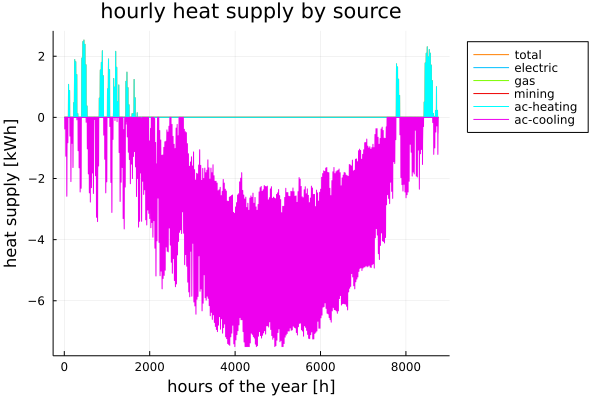 hourly heat supply by source
heat supply [kWh]
2
0
−2
−4
−6
0 2000 4000 6000 8000
hours of the year [h]
total
electric
gas
mining
ac-heating
ac-cooling